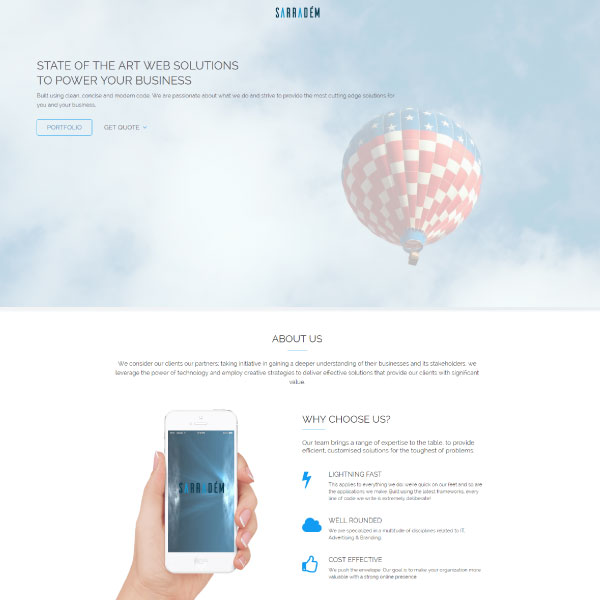 SARRADÉM
STATE OF THE ART WEB SOLUTIONS
TO POWER YOUR BUSINESS
Built using clean, concise and modern code. We are passionate about what we do and strive to provide the most cutting edge solutions for
you and your business.
PORTFOLIO GET QUOTE
ABOUT US
We consider our clients our partners; taking initiative in gaining a deeper understanding of their businesses and its stakeholders, we
leverage the power of technology and employ creative strategies to deliver effective solutions that provide our clients with significant
value.
SARRADÉM
WHY CHOOSE US?
Our team brings a range of expertise to the table, to provide
efficient, customised solutions for the toughest of problems.
LIGHTNING FAST
This applies to everything we do; were quick on our feet and so are
the applications we make! Build using the latest frameworks, every
line of code we write is extremely deliberate!
WELL ROUNDED
We are specialized in a multitude of disciplines related to IT,
Advertising & Branding.
COST EFFECTIVE
We push the envelope. Our goal is to make your organization more
valuable with a strong online presence